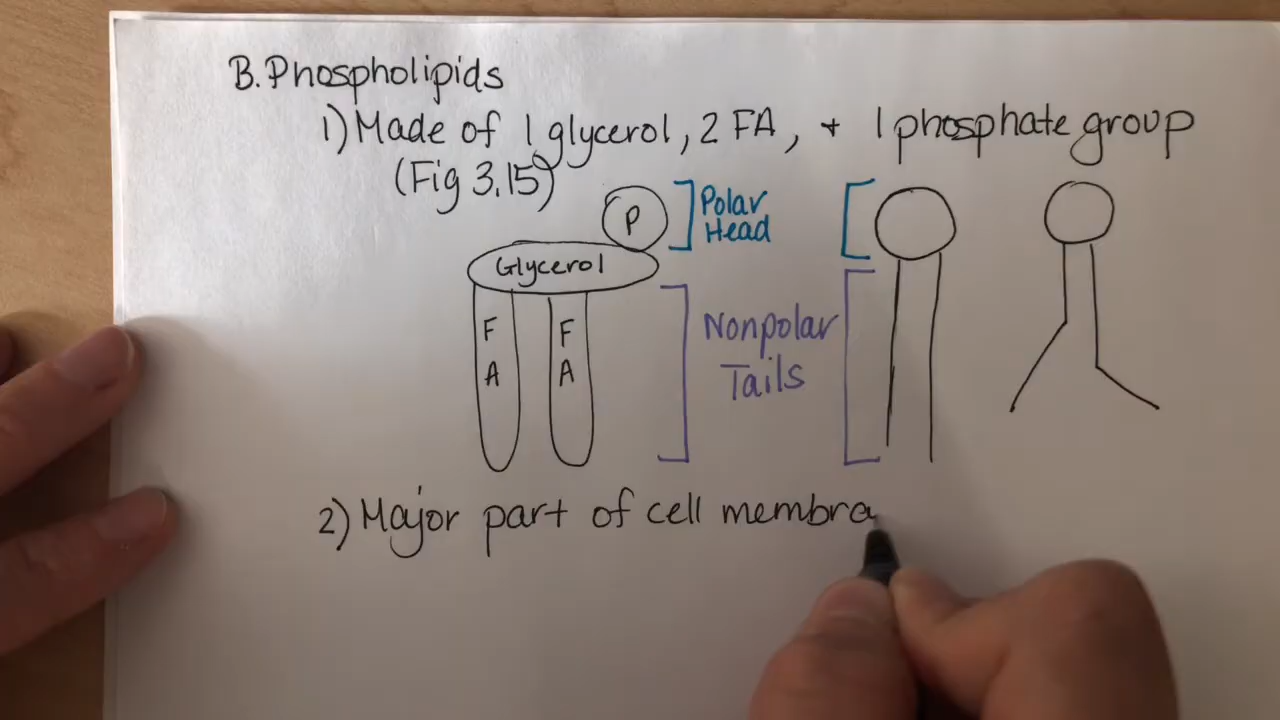 B. Phospholipids
1) Made of 1 glycerol, 2 FA, + 1 phosphate group
(Fig 3.15)
P
Polar
Head
Glycerol
F
A
F
A
Nonpolar
Tails
2) Major part of cell membra